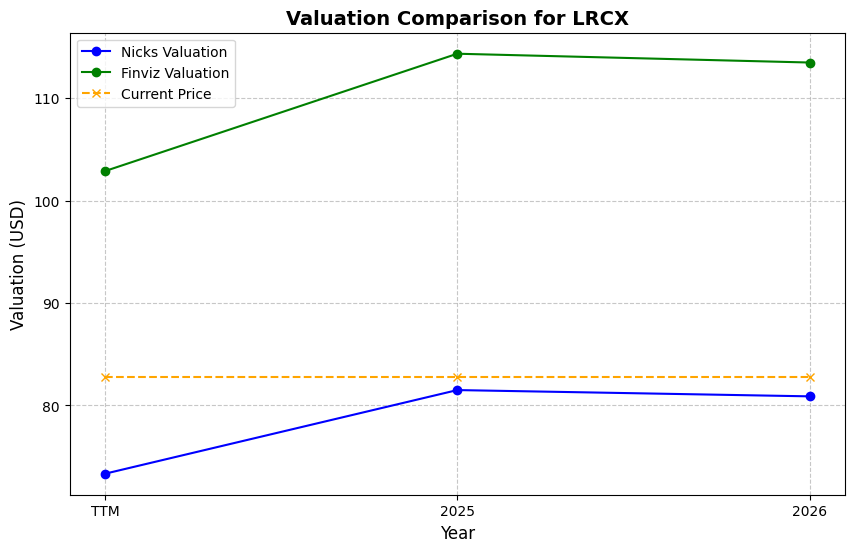 Valuation Comparison for LRCX
Nicks Valuation
Finviz Valuation
Current Price
Valuation (USD)
110
100
90
80
TTM
2025
2026
Year